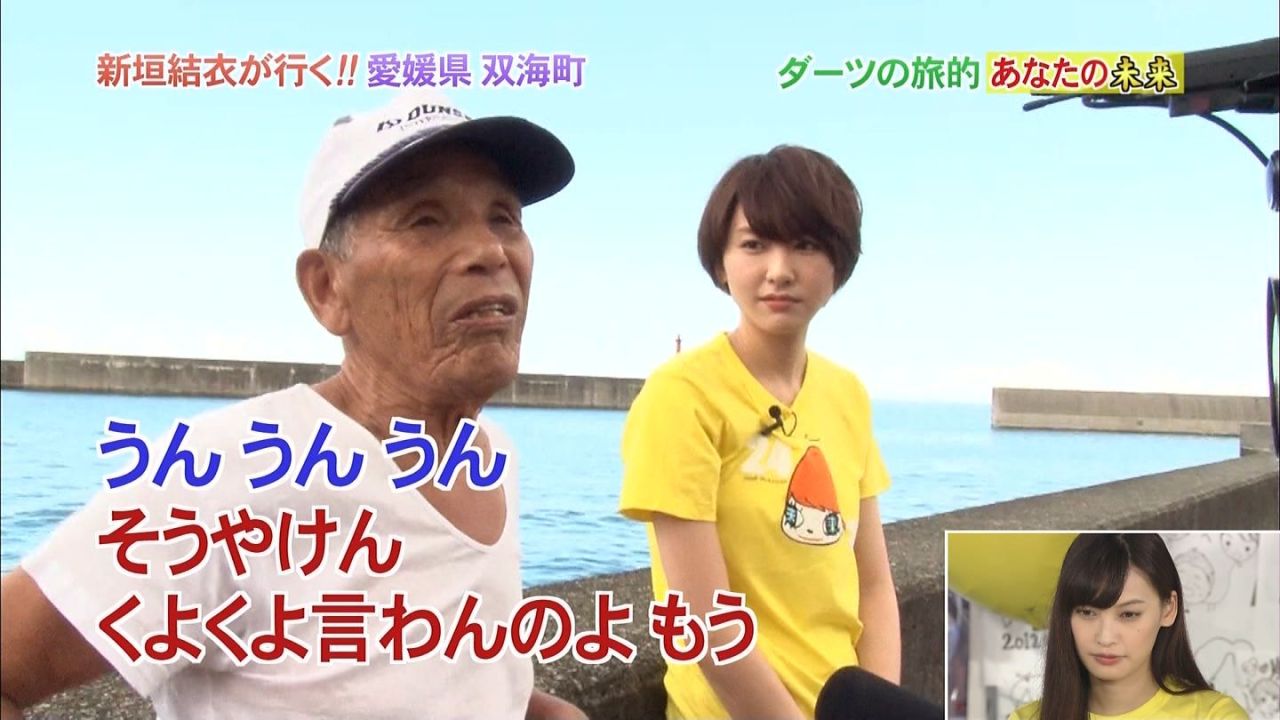 新垣結衣が行く!! 愛媛県 双海町
ダーツの旅的 あなたの未来
うん うん うん
そうやけん
くよくよ言わんのよ もう
2012